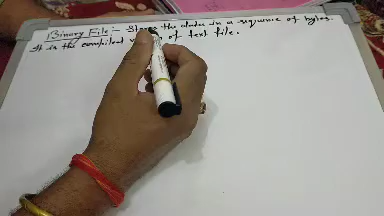 Binary File:- Stores the data in a sequence of bytes.
It is the compiled v of text file.